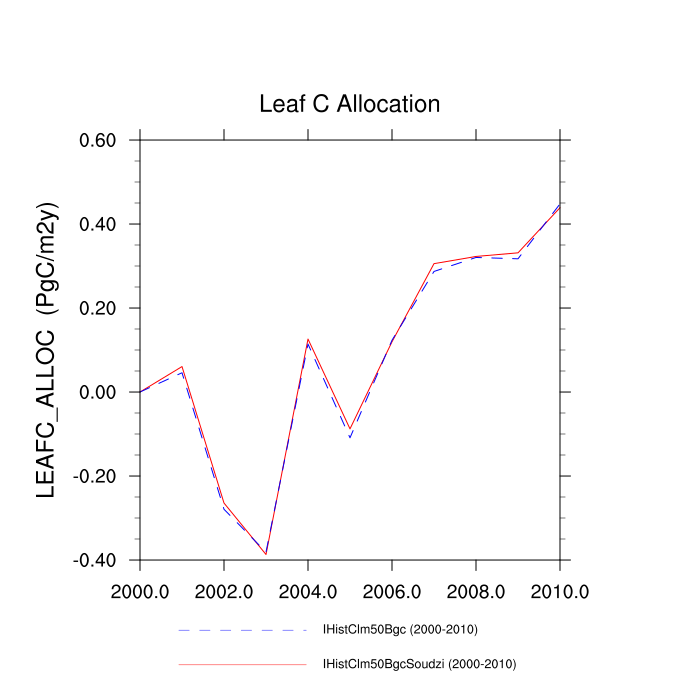 Leaf C Allocation
LEAFC_ALLOC (PgC/m2y)
0.60
0.40
0.20
0.00
-0.20
-0.40
2000.0 2002.0 2004.0 2006.0 2008.0 2010.0
IHistClm50Bgc (2000-2010)
IHistClm50BgcSoudzi (2000-2010)